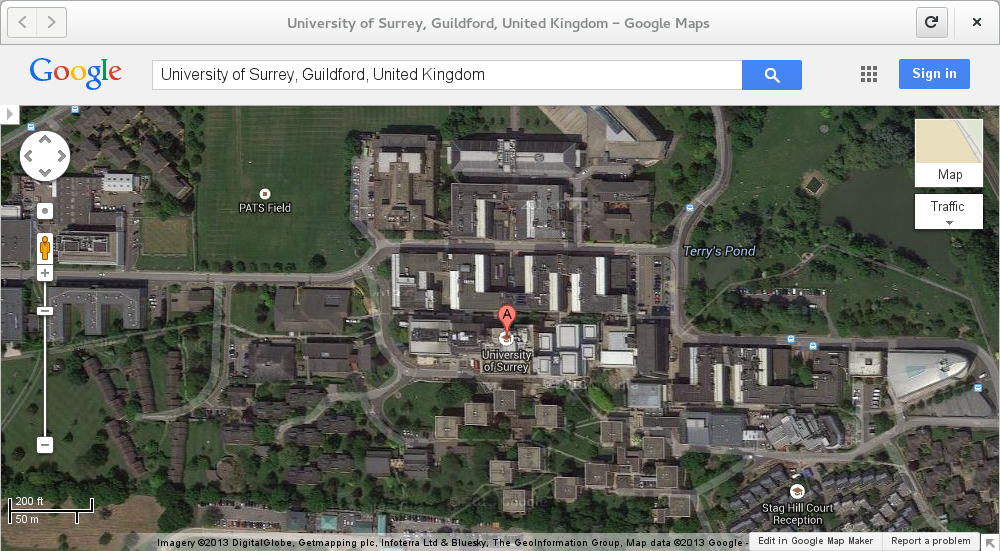 University of Surrey, Guildford, United Kingdom – Google Maps
Google
University of Surrey, Guildford, United Kingdom
Sign in
Map
Traffic
PATS Field
Terry's Pond
A
University
of Surrey
200 ft
50 m
Stag Hill Court
Reception
Google
Imagery ©2013 DigitalGlobe, Getmapping plc, Infoterra Ltd & Bluesky, The GeoInformation Group, Map data ©2013 Google -
Edit in Google Map Maker
Report a problem